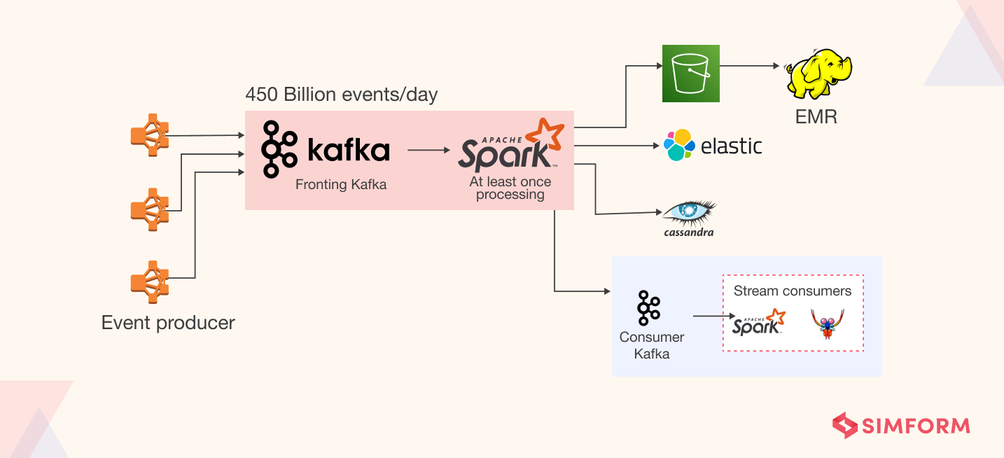 450 Billion events/day
kafka
Fronting Kafka
APACHE
Spark
TM
At least once
processing
Event producer
EMR
elastic
cassandra
Stream consumers
APACHE
Spark
Consumer
Kafka
SIMFORM